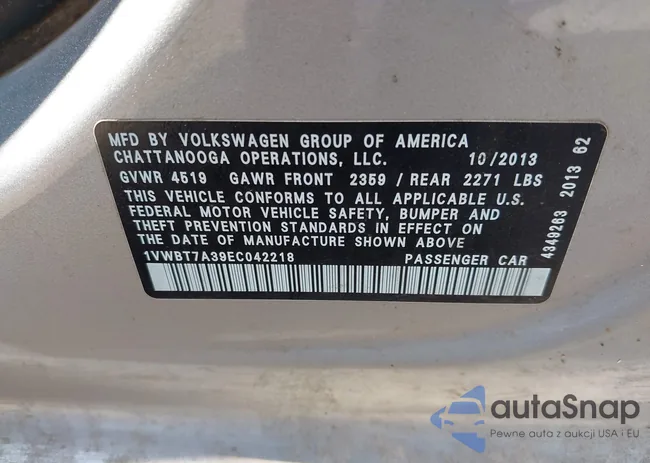 MFD BY VOLKSWAGEN GROUP OF AMERICA
CHATTANOOGA OPERATIONS, LLC. 10/2013
GVWR 4519 GAWR FRONT 2359 / REAR 2271 LBS
THIS VEHICLE CONFORMS TO ALL APPLICABLE U.S.
FEDERAL MOTOR VEHICLE SAFETY, BUMPER AND
THEFT PREVENTION STANDARDS IN EFFECT ON
THE DATE OF MANUFACTURE SHOWN ABOVE
1VWBT7A39EC042218 PASSENGER CAR
4349263 2013 62
autaSnap
Pewne auta z aukcji USA i EU